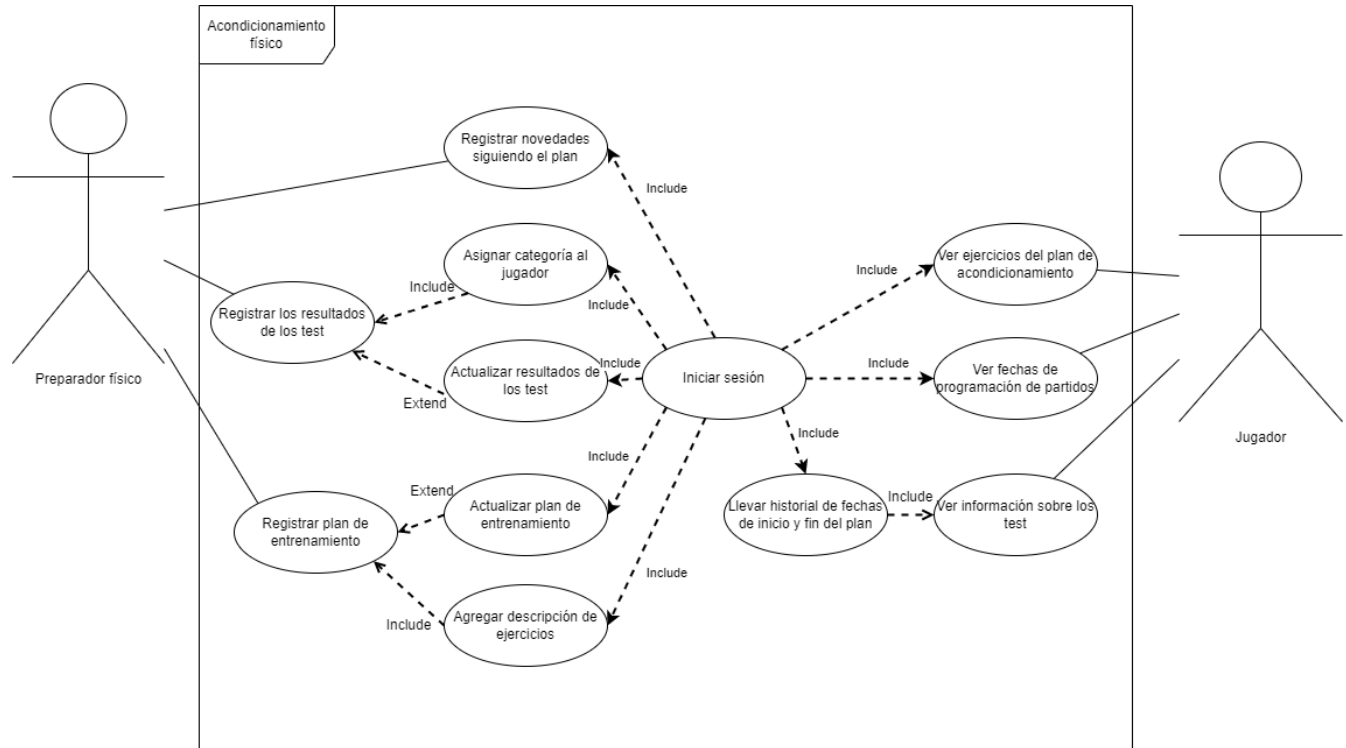 Acondicionamiento
físico
Registrar novedades
siguiendo el plan
Include
Asignar categoría al
jugador
Include
Include
Registrar los resultados
de los test
Actualizar resultados de
los test
Include
Extend
Iniciar sesión
Include
Ver ejercicios del plan de
acondicionamiento
Include
Ver fechas de
programación de partidos
Include
Llevar historial de fechas
de inicio y fin del plan
Include
Ver información sobre los
test
Include
Extend
Actualizar plan de
entrenamiento
Registrar plan de
entrenamiento
Include
Include
Agregar descripción de
ejercicios
Preparador físico
Jugador